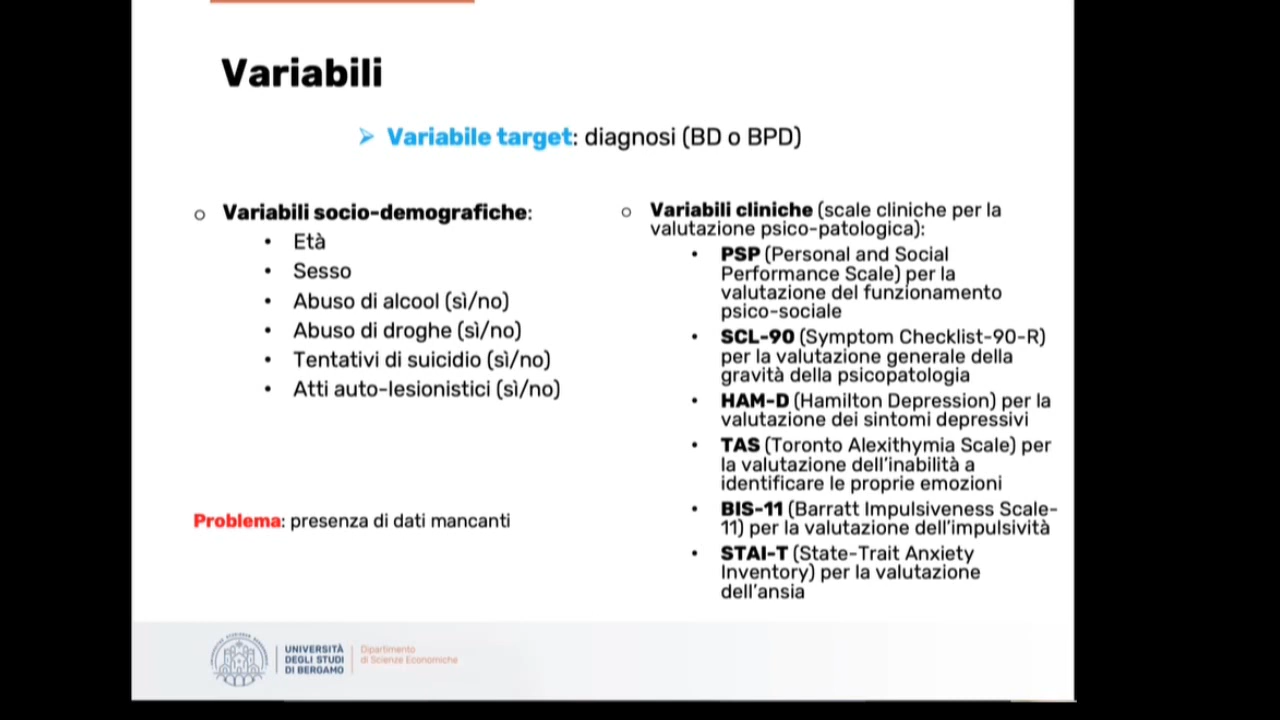 Variabili
➢ Variabile target: diagnosi (BD o BPD)
o Variabili socio-demografiche:
• Età
• Sesso
• Abuso di alcool (sì/no)
• Abuso di droghe (sì/no)
• Tentativi di suicidio (sì/no)
• Atti auto-lesionistici (sì/no)
Problema: presenza di dati mancanti
o Variabili cliniche (scale cliniche per la
valutazione psico-patologica):
• PSP (Personal and Social
Performance Scale) per la
valutazione del funzionamento
psico-sociale
• SCL-90 (Symptom Checklist-90-R)
per la valutazione generale della
gravità della psicopatologia
• HAM-D (Hamilton Depression) per la
valutazione dei sintomi depressivi
• TAS (Toronto Alexithymia Scale) per
la valutazione dell'inabilità a
identificare le proprie emozioni
• BIS-11 (Barratt Impulsiveness Scale-
11) per la valutazione dell'impulsività
• STAI-T (State-Trait Anxiety
Inventory) per la valutazione
dell'ansia
UNIVERSITÀ
DEGLI STUDI
DI BERGAMO
Dipartimento
di Scienze Economiche